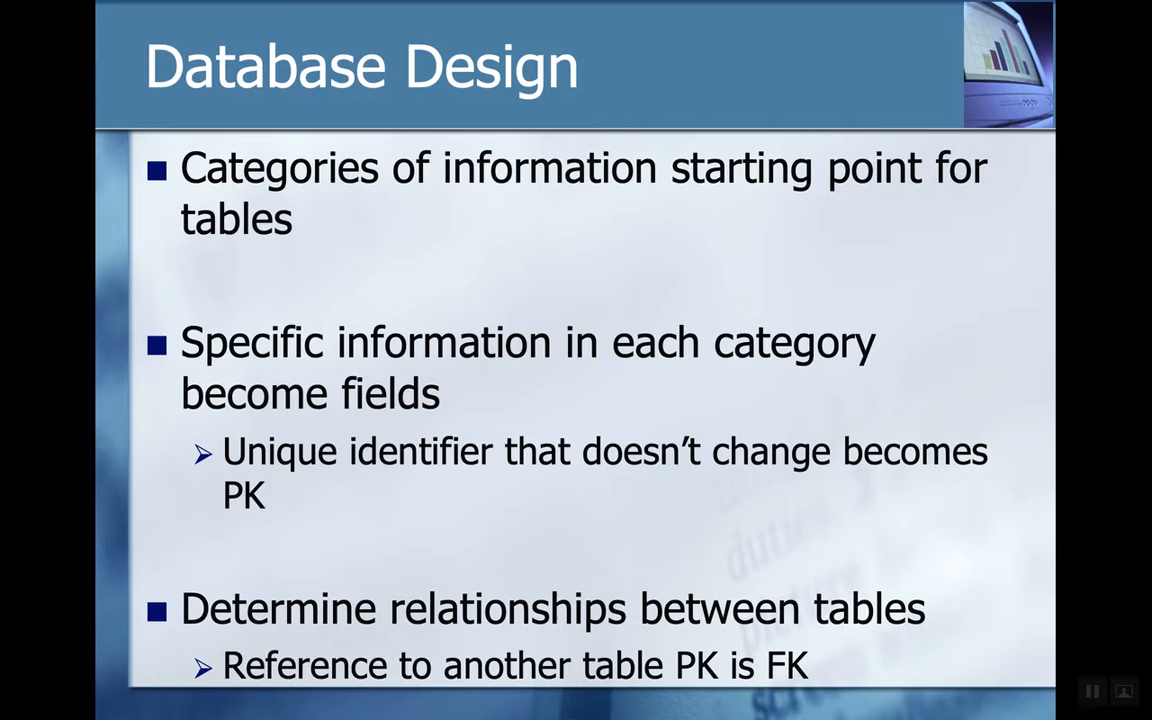 Database Design
Categories of information starting point for
tables
Specific information in each category
become fields
Unique identifier that doesn’t change becomes
PK
Determine relationships between tables
Reference to another table PK is FK